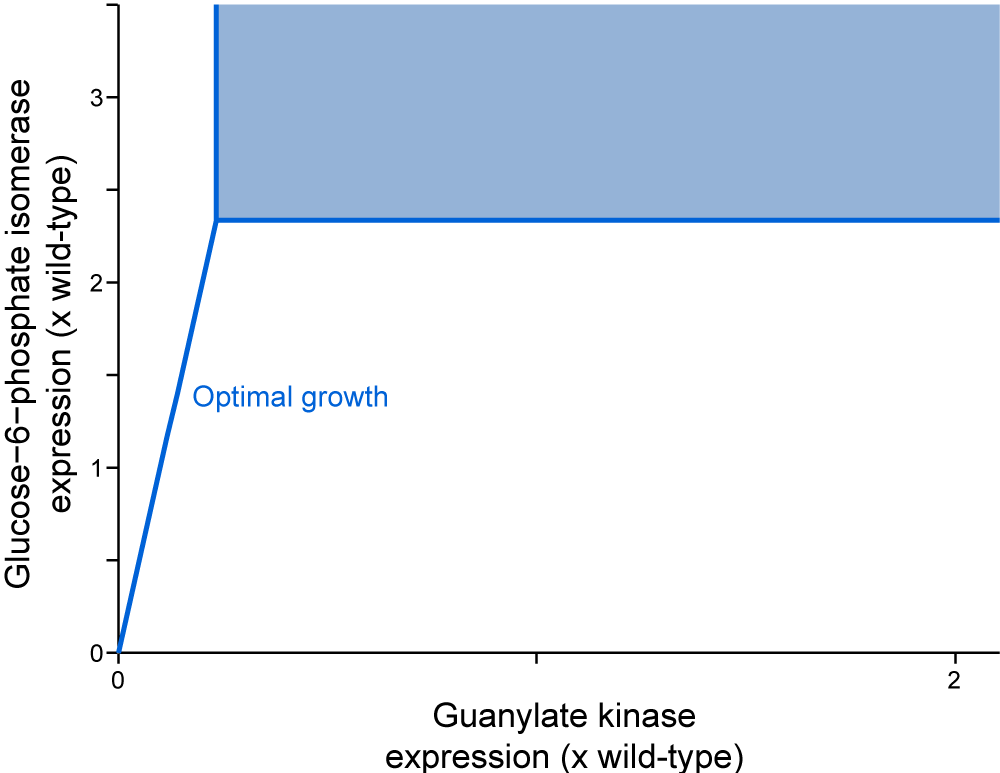 Glucose−6−phosphate isomerase
expression (x wild-type)
3
2
1
0
Optimal growth
0
2
Guanylate kinase
expression (x wild-type)